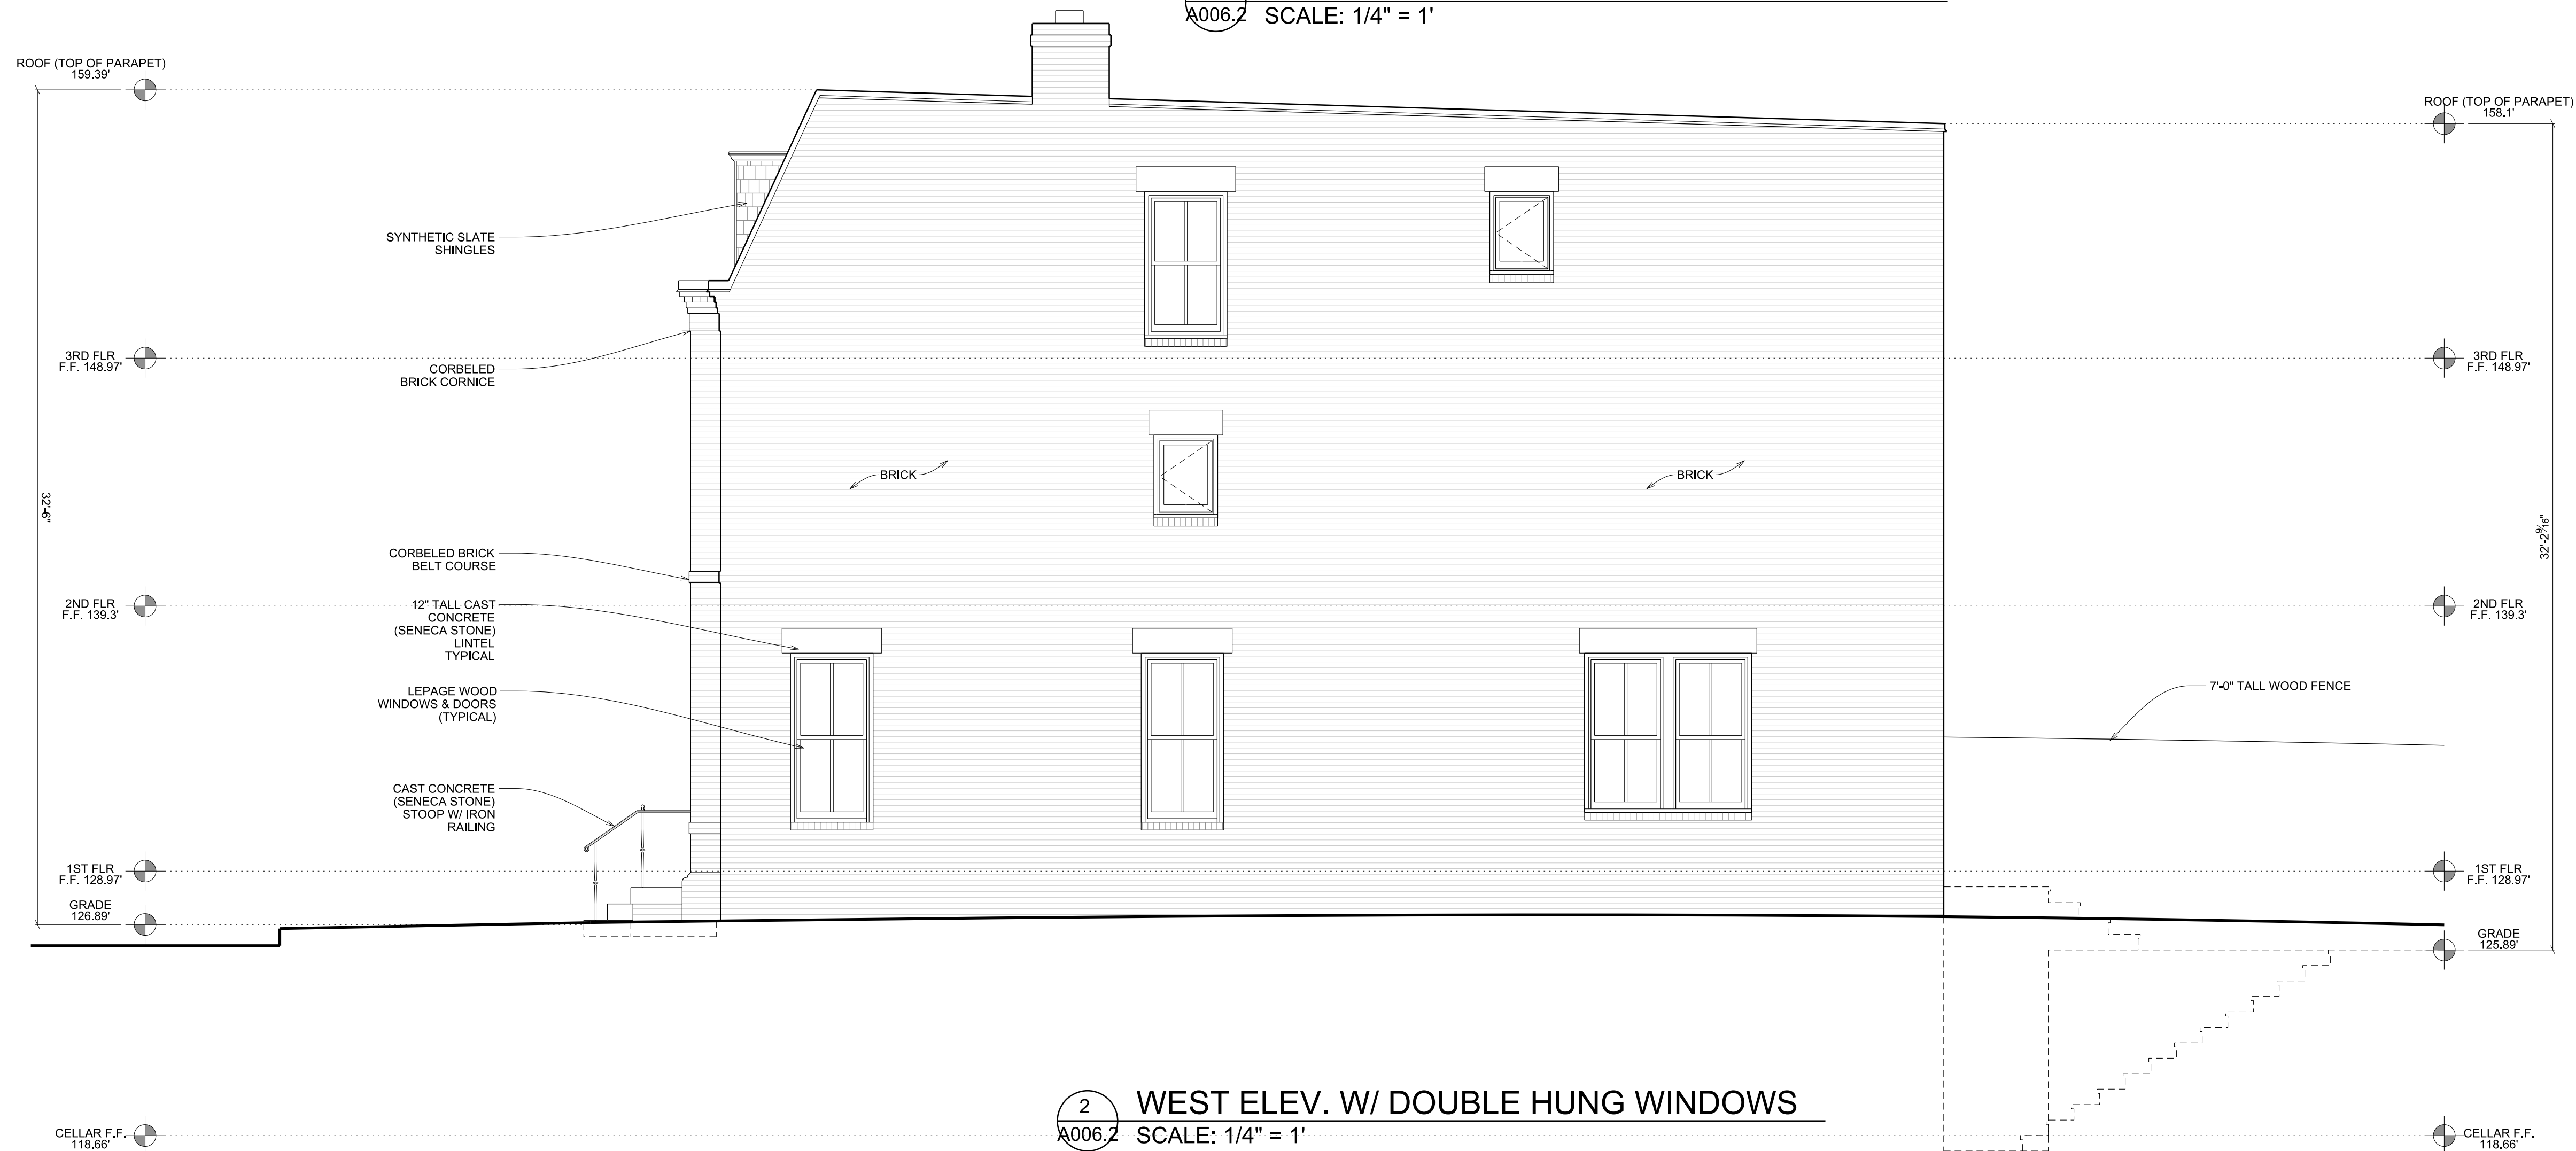 A006.2
SCALE: 1/4" = 1'
ROOF (TOP OF PARAPET)
159.39'
ROOF (TOP OF PARAPET)
158.1'
SYNTHETIC SLATE
SHINGLES
3RD FLR
F.F. 148.97'
3RD FLR
F.F. 148.97'
CORBELED
BRICK CORNICE
BRICK
BRICK
32'-6"
32'-2 9/16"
CORBELED BRICK
BELT COURSE
2ND FLR
F.F. 139.3'
2ND FLR
F.F. 139.3'
12" TALL CAST
CONCRETE
(SENECA STONE)
LINTEL
TYPICAL
LEPAGE WOOD
WINDOWS & DOORS
(TYPICAL)
7'-0" TALL WOOD FENCE
CAST CONCRETE
(SENECA STONE)
STOOP W/ IRON
RAILING
1ST FLR
F.F. 128.97'
1ST FLR
F.F. 128.97'
GRADE
126.89'
GRADE
125.89'
2
A006.2
WEST ELEV. W/ DOUBLE HUNG WINDOWS
SCALE: 1/4" = 1'
CELLAR F.F.
118.66'
CELLAR F.F.
118.66'